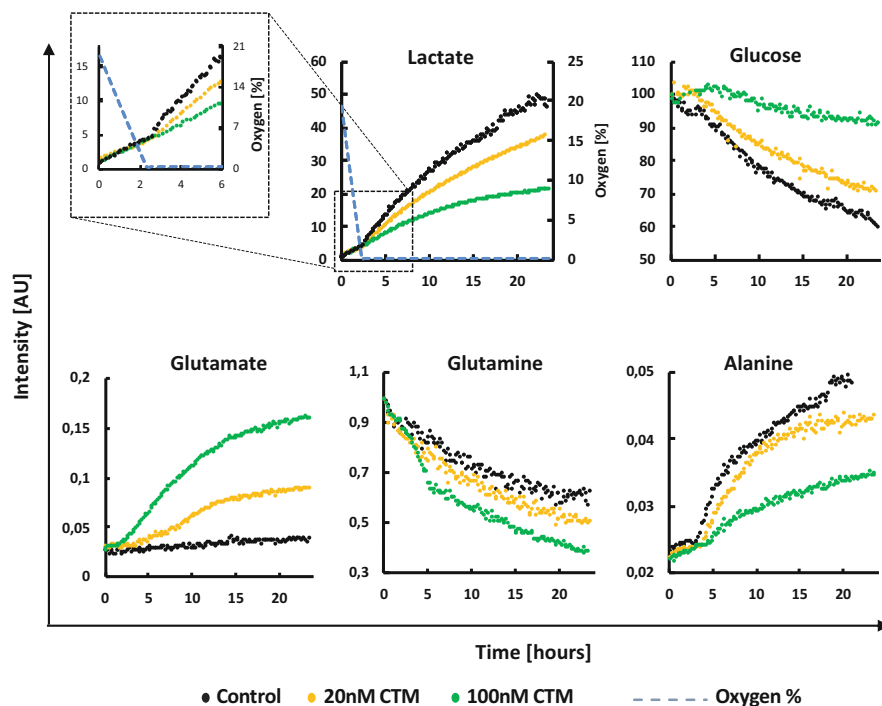 Intensity [AU]
15
10
5
0
21
14
7
0
Oxygen [%]
0 2 4 6
Lactate
60
50
40
30
20
10
0
25
20
15
10
5
0
Oxygen [%]
0 5 10 15 20
Glucose
110
100
90
80
70
60
50
0 5 10 15 20
Glutamate
0,2
0,15
0,1
0,05
0
0 5 10 15 20
Glutamine
1,1
0,9
0,7
0,5
0,3
0 5 10 15 20
Alanine
0,05
0,04
0,03
0,02
0 5 10 15 20
Time [hours]
Control 20nM CTM 100nM CTM Oxygen %